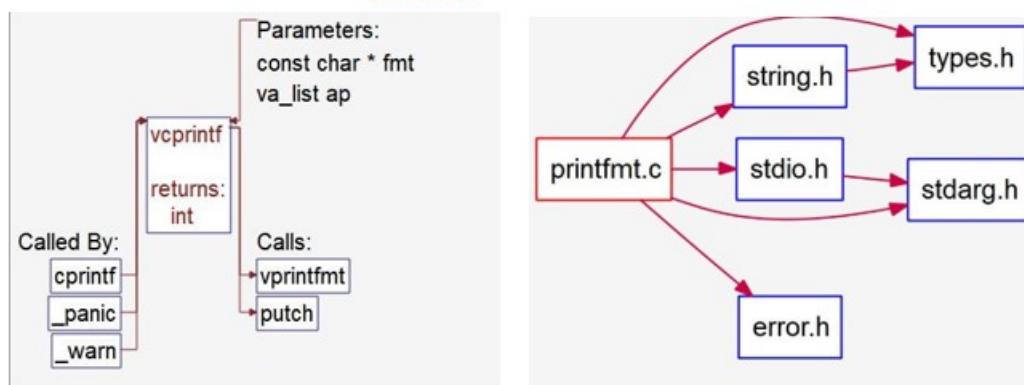 Parameters:
const char * fmt
va_list ap
vcprintf
returns:
int
Called By:
cprintf
_panic
_warn
Calls:
vprintfmt
putch
types.h
string.h
printfmt.c
stdio.h
stdarg.h
error.h